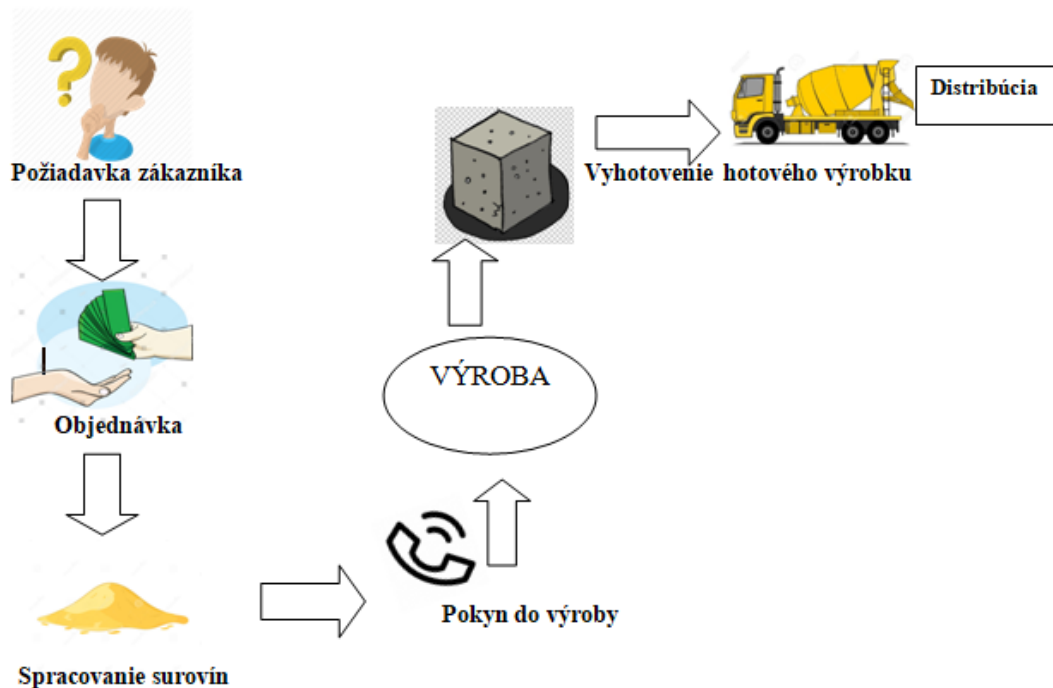 Požiadavka zákazníka
Objednávka
Spracovanie surovín
Pokyn do výroby
VÝROBA
Vyhotovenie hotového výrobku
Distribúcia